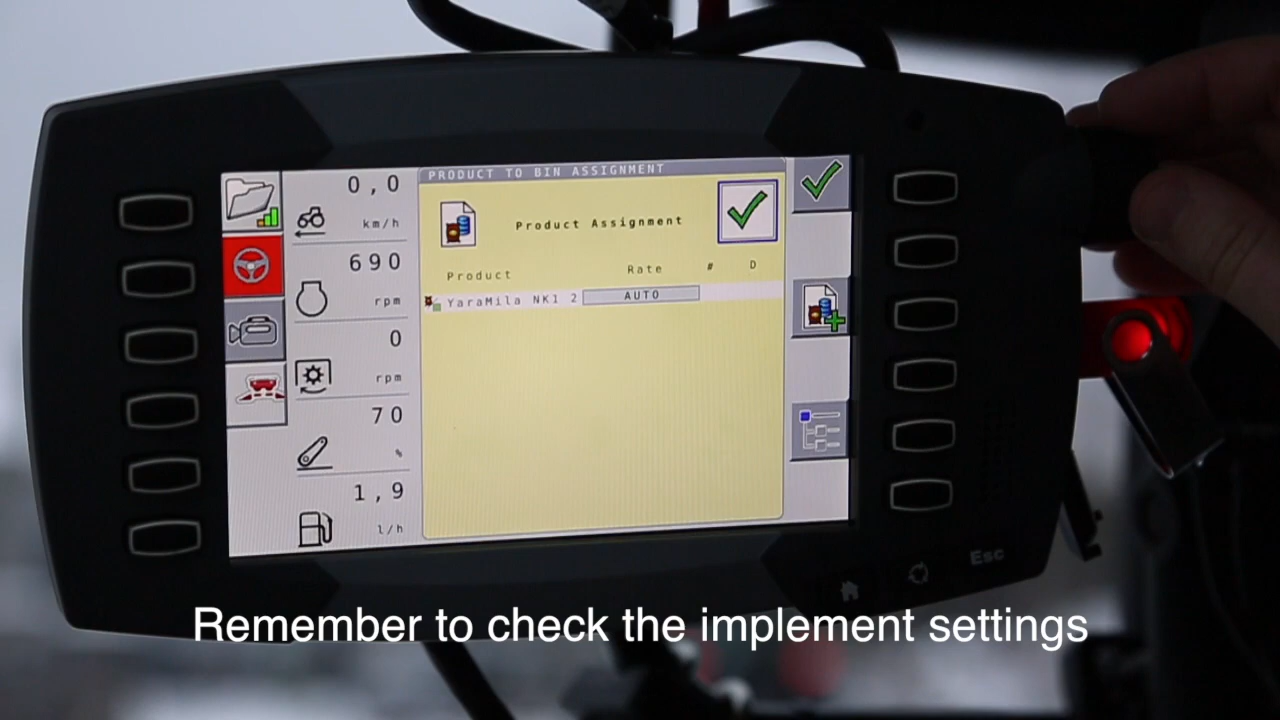 0,0
km/h
690
rpm
0
rpm
70
%
1,9
l/h
PRODUCT TO BIN ASSIGNMENT
Product Assignment
Product Rate # D
YaraMila NK1 2 AUTO
Esc
Remember to check the implement settings